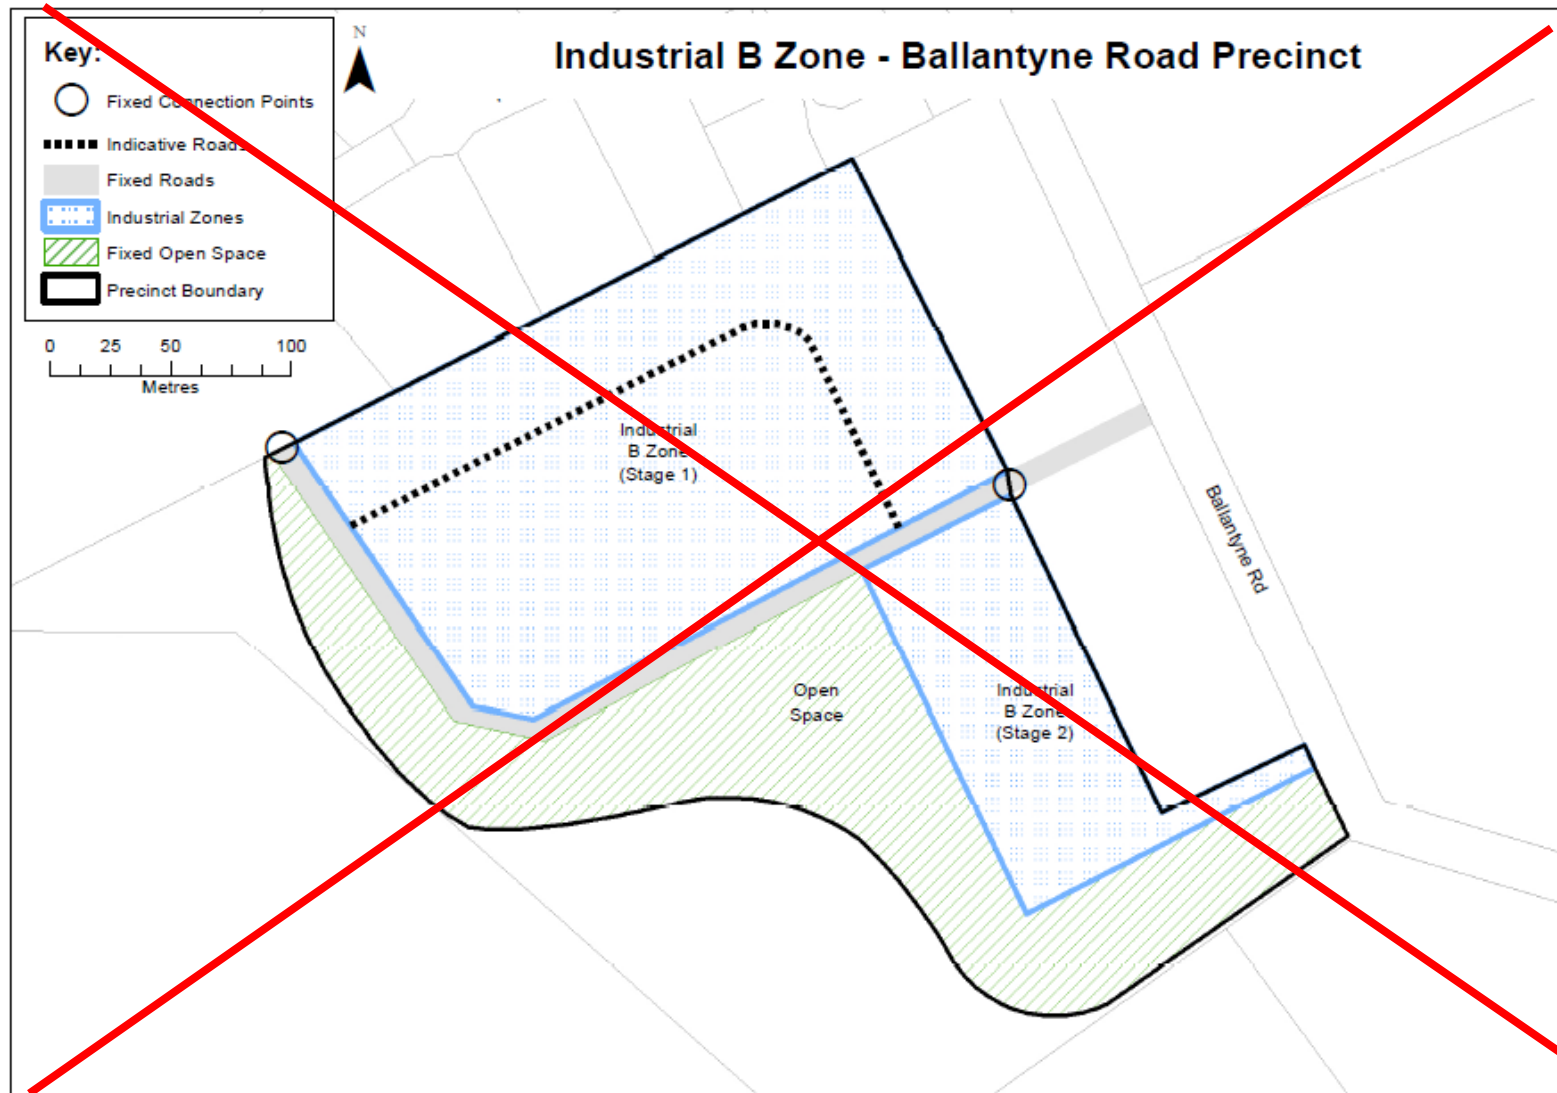 Industrial B Zone - Ballantyne Road Precinct
Key:
Fixed Connection Points
Indicative Roads
Fixed Roads
Industrial Zones
Fixed Open Space
Precinct Boundary
N
0 25 50 100
Metres
Industrial
B Zone
(Stage 1)
Ballantyne Rd
Open
Space
Industrial
B Zone
(Stage 2)